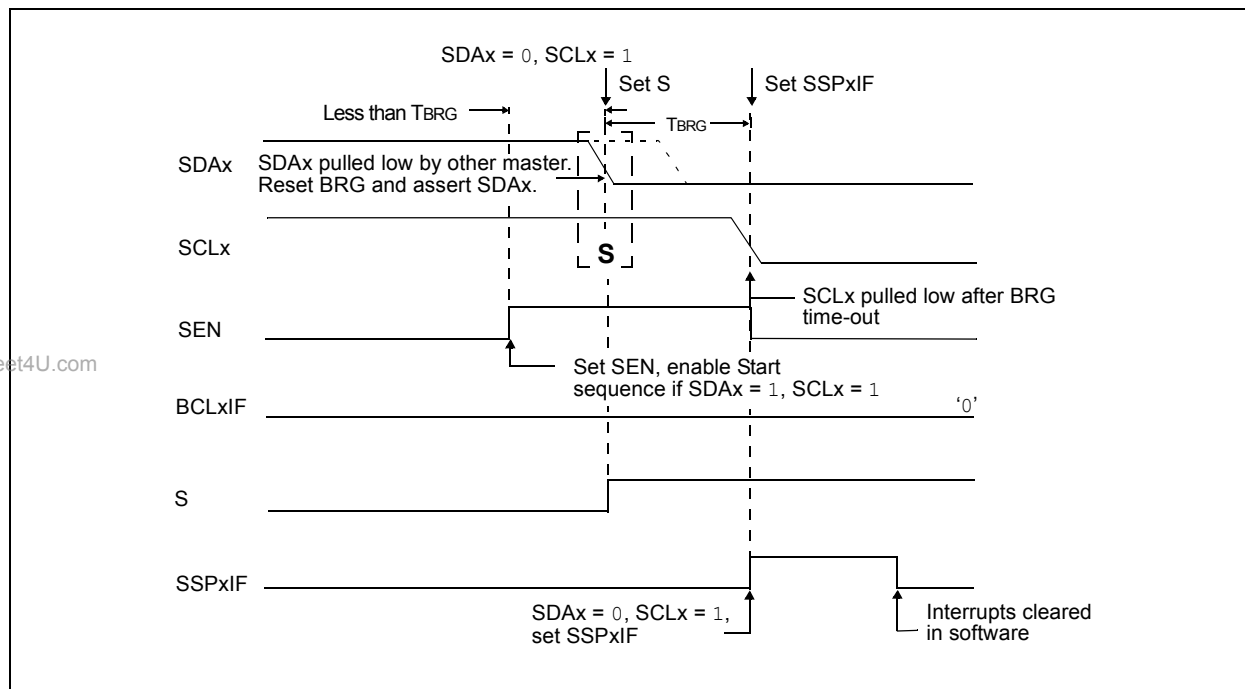 SDAx = 0, SCLx = 1
Set S
Set SSPxIF
Less than TBRG
TBRG
SDAx
SDAx pulled low by other master.
Reset BRG and assert SDAx.
SCLx
S
SCLx pulled low after BRG
time-out
SEN
Set SEN, enable Start
sequence if SDAx = 1, SCLx = 1
eet4U.com
BCLxIF
‘0’
S
SSPxIF
SDAx = 0, SCLx = 1,
set SSPxIF
Interrupts cleared
in software